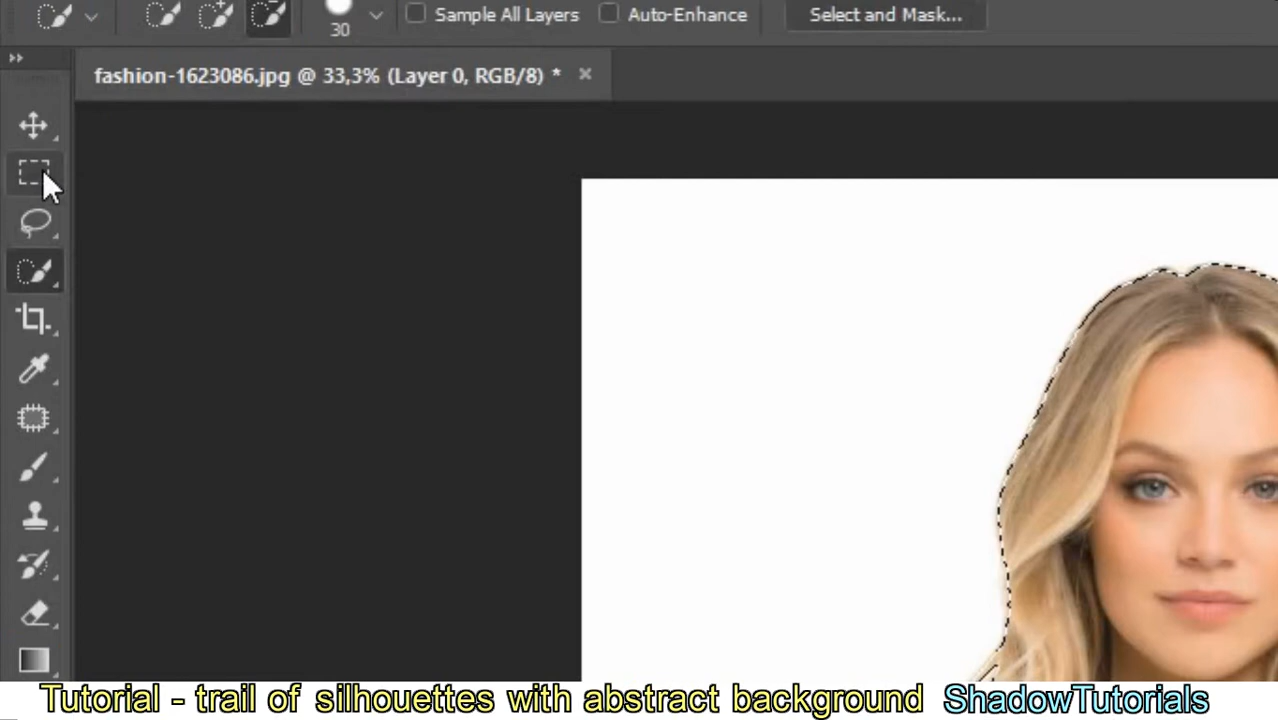 Sample All Layers Auto-Enhance Select and Mask...
30
fashion-1623086.jpg @ 33,3% (Layer 0, RGB/8) * ×
Tutorial - trail of silhouettes with abstract background ShadowTutorials